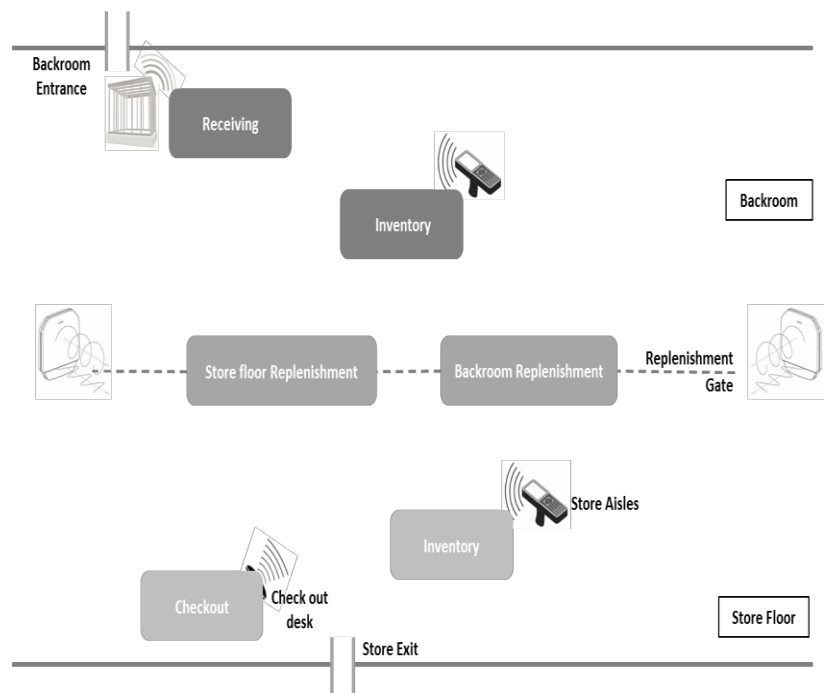 Backroom
Entrance
Receiving
Backroom
Inventory
Store floor Replenishment
Backroom Replenishment
Replenishment
Gate
Store Aisles
Inventory
Checkout
Check out
desk
Store Floor
Store Exit